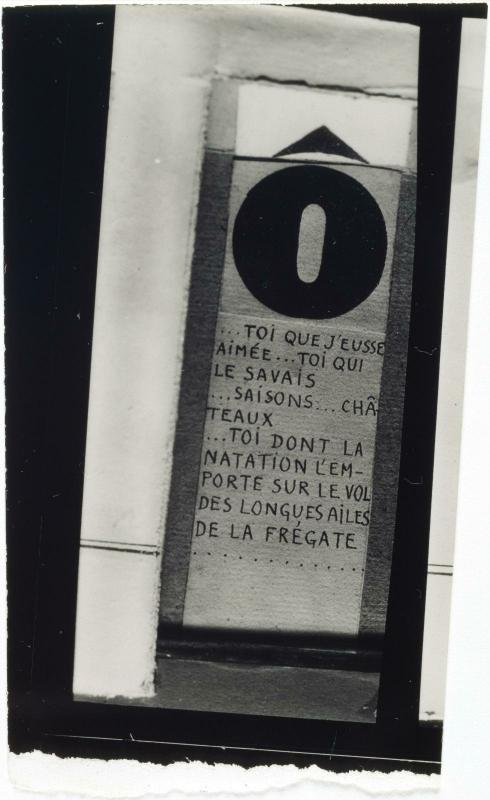 O
...TOI QUE J'EUSSE
AIMÉE...TOI QUI
LE SAVAIS
...SAISONS... CHÂ-
TEAUX
...TOI DONT LA
NATATION L'EM-
PORTE SUR LE VOL
DES LONGUES AILES
DE LA FRÉGATE
..............